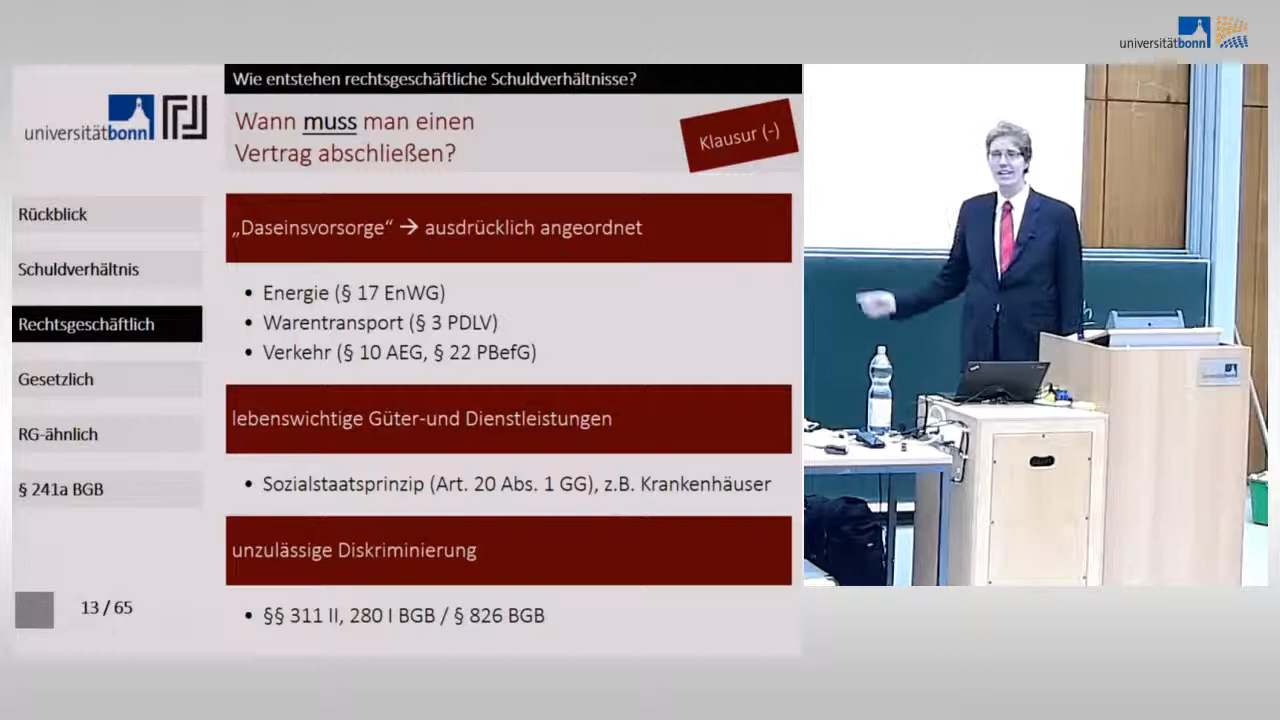 universitätbonn
Wie entstehen rechtsgeschäftliche Schuldverhältnisse?
universitätbonn
Wann muss man einen
Vertrag abschließen?
Klausur (-)
Rückblick
Schuldverhältnis
Rechtsgeschäftlich
Gesetzlich
RG-ähnlich
§ 241a BGB
13 / 65
„Daseinsvorsorge“ → ausdrücklich angeordnet
• Energie (§ 17 EnWG)
• Warentransport (§ 3 PDLV)
• Verkehr (§ 10 AEG, § 22 PBefG)
lebenswichtige Güter-und Dienstleistungen
• Sozialstaatsprinzip (Art. 20 Abs. 1 GG), z.B. Krankenhäuser
unzulässige Diskriminierung
• §§ 311 II, 280 I BGB / § 826 BGB